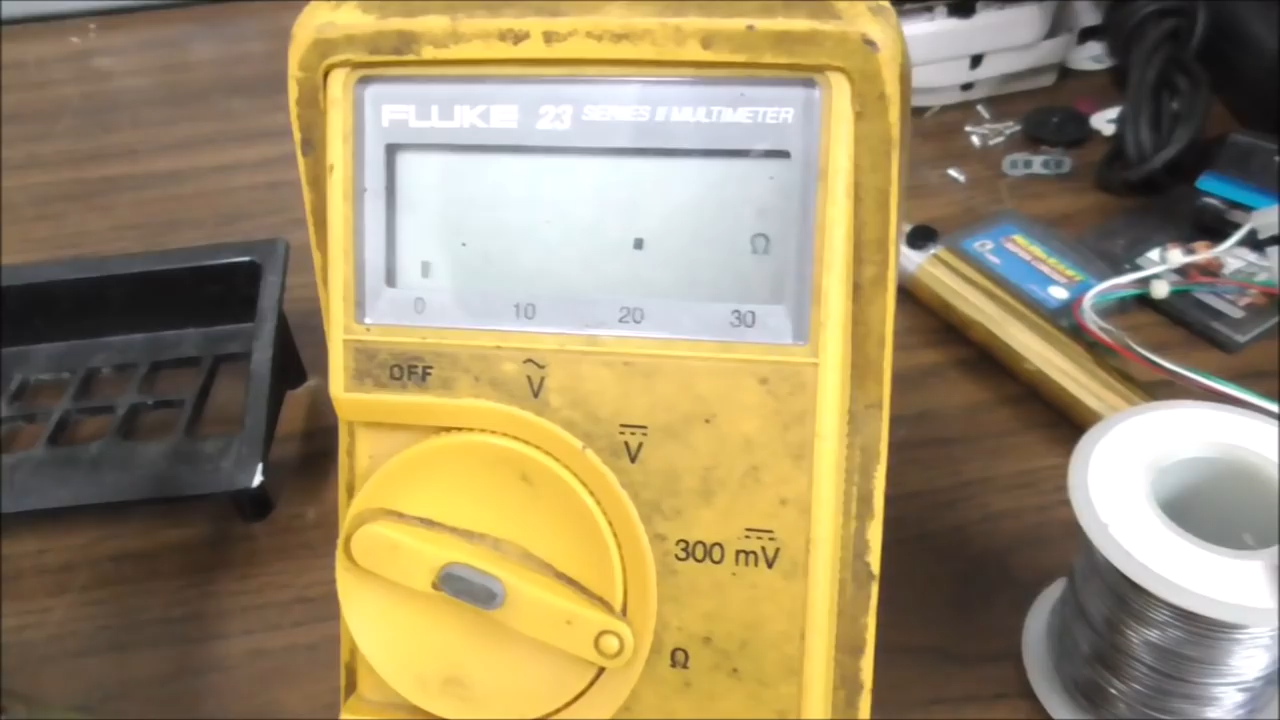 FLUKE 23 SERIES II MULTIMETER
Ω
0 10 20 30
OFF
V
V
300 mV
Ω